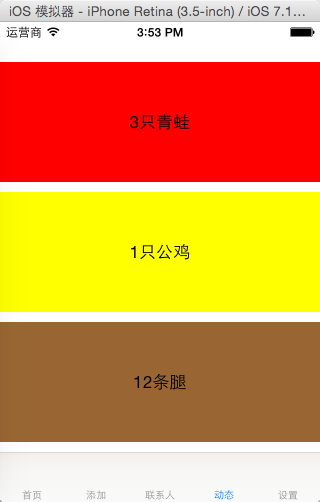 iOS 模拟器 - iPhone Retina (3.5-inch) / iOS 7.1...
运营商 3:53 PM
3只青蛙
1只公鸡
12条腿
首页 添加 联系人 动态 设置